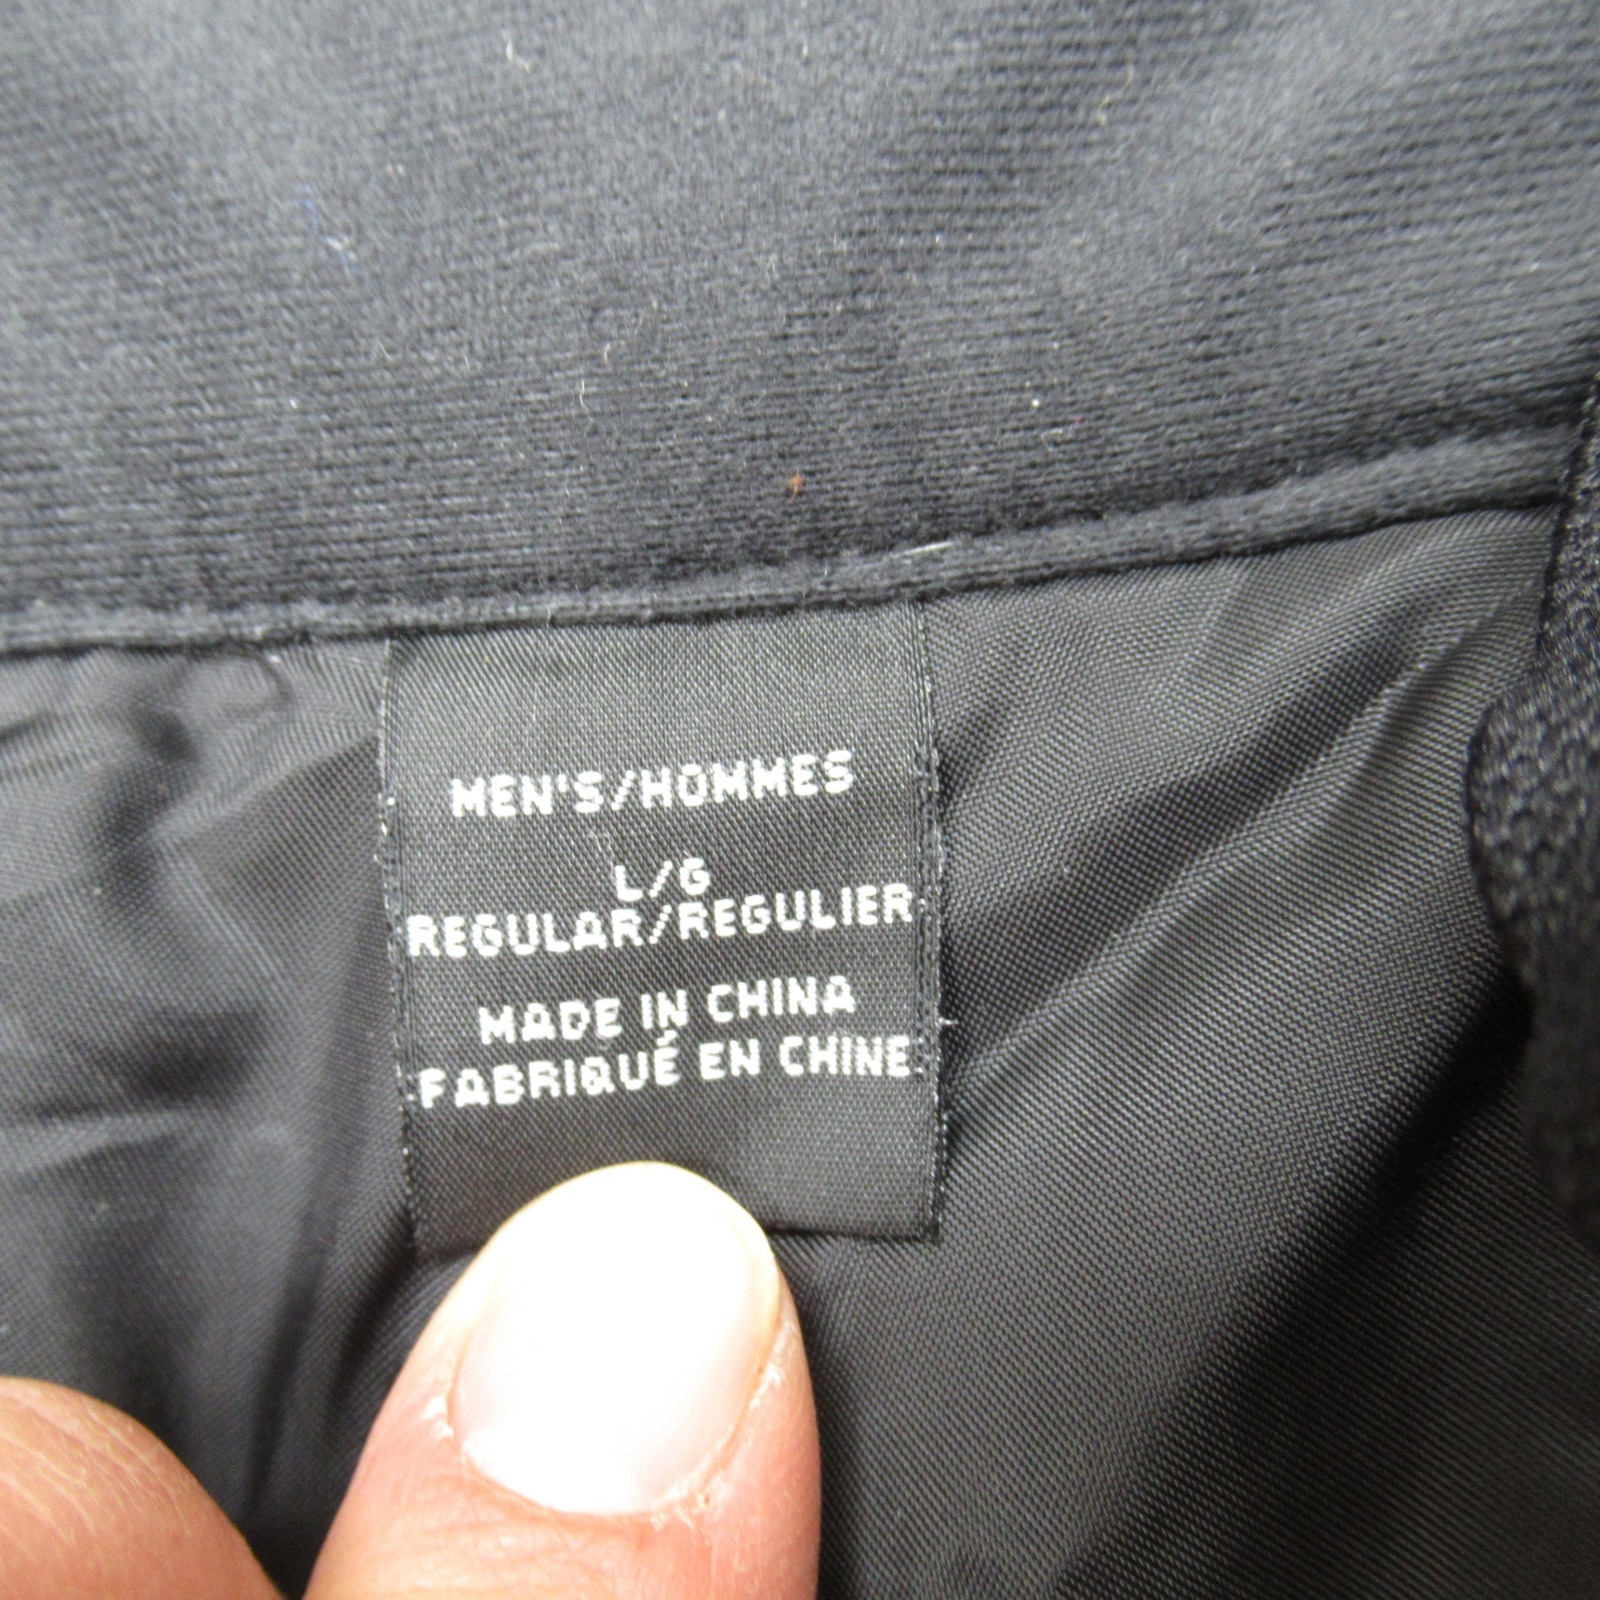 MEN'S/HOMMES
L/G
REGULAR/REGULIER
MADE IN CHINA
FABRIQUÉ EN CHINE